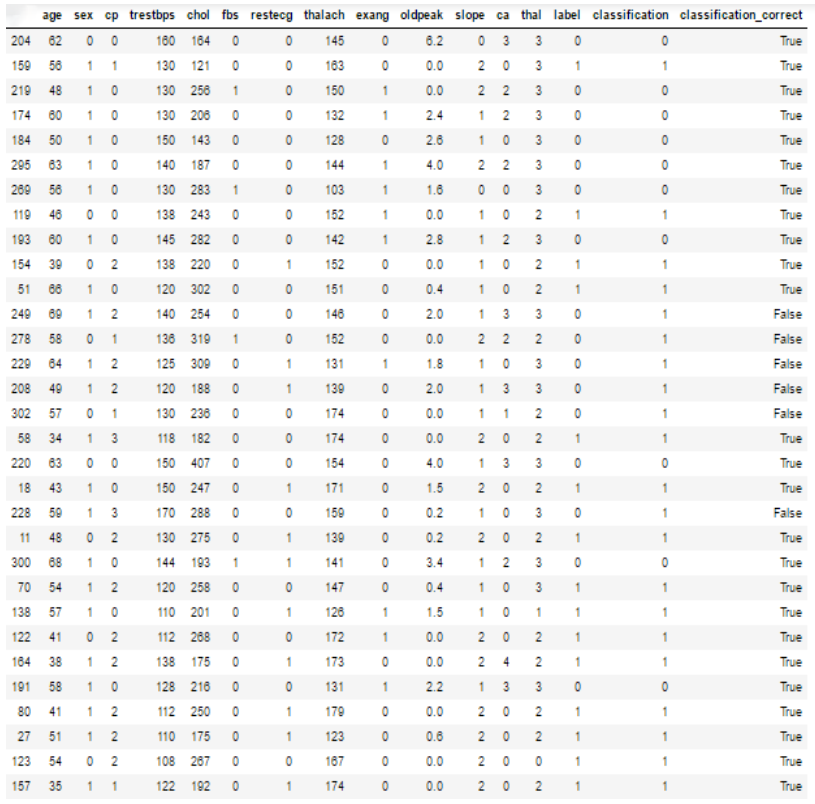 age sex cp trestbps chol fbs restecg thalach exang oldpeak slope ca thal label classification classification_correct
204 62 0 0 160 164 0 0 145 0 6.2 0 3 3 0 0 True
159 56 1 1 130 121 0 0 163 0 0.0 2 0 3 1 1 True
219 48 1 0 130 256 1 0 150 1 0.0 2 2 3 0 0 True
174 60 1 0 130 206 0 0 132 1 2.4 1 2 3 0 0 True
184 50 1 0 150 143 0 0 128 0 2.6 1 0 3 0 0 True
295 63 1 0 140 187 0 0 144 1 4.0 2 2 3 0 0 True
269 56 1 0 130 283 1 0 103 1 1.6 0 0 3 0 0 True
119 46 0 0 138 243 0 0 152 1 0.0 1 0 2 1 1 True
193 60 1 0 145 282 0 0 142 1 2.8 1 2 3 0 0 True
154 39 0 2 138 220 0 1 152 0 0.0 1 0 2 1 1 True
51 66 1 0 120 302 0 0 151 0 0.4 1 0 2 1 1 True
249 69 1 2 140 254 0 0 146 0 2.0 1 3 3 0 1 False
278 58 0 1 136 319 1 0 152 0 0.0 2 2 2 0 1 False
229 64 1 2 125 309 0 1 131 1 1.8 1 0 3 0 1 False
208 49 1 2 120 188 0 1 139 0 2.0 1 3 3 0 1 False
302 57 0 1 130 236 0 0 174 0 0.0 1 1 2 0 1 False
58 34 1 3 118 182 0 0 174 0 0.0 2 0 2 1 1 True
220 63 0 0 150 407 0 0 154 0 4.0 1 3 3 0 0 True
18 43 1 0 150 247 0 1 171 0 1.5 2 0 2 1 1 True
228 59 1 3 170 288 0 0 159 0 0.2 1 0 3 0 1 False
11 48 0 2 130 275 0 1 139 0 0.2 2 0 2 1 1 True
300 68 1 0 144 193 1 1 141 0 3.4 1 2 3 0 0 True
70 54 1 2 120 258 0 0 147 0 0.4 1 0 3 1 1 True
138 57 1 0 110 201 0 1 126 1 1.5 1 0 1 1 1 True
122 41 0 2 112 268 0 0 172 1 0.0 2 0 2 1 1 True
164 38 1 2 138 175 0 1 173 0 0.0 2 4 2 1 1 True
191 58 1 0 128 216 0 0 131 1 2.2 1 3 3 0 0 True
80 41 1 2 112 250 0 1 179 0 0.0 2 0 2 1 1 True
27 51 1 2 110 175 0 1 123 0 0.6 2 0 2 1 1 True
123 54 0 2 108 267 0 0 167 0 0.0 2 0 0 1 1 True
157 35 1 1 122 192 0 1 174 0 0.0 2 0 2 1 1 True